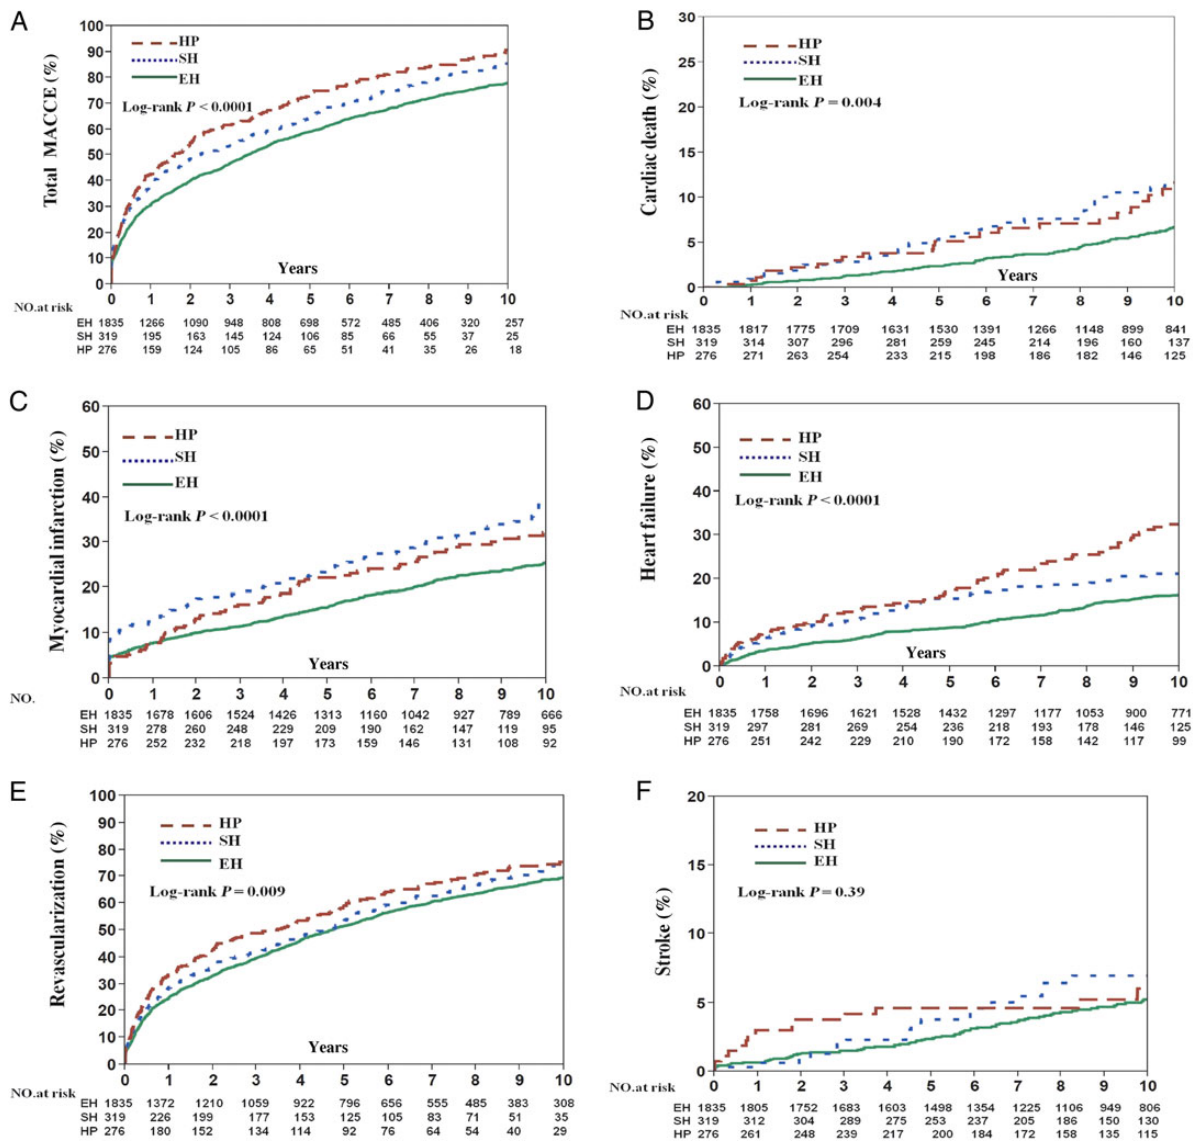 A
Total MACCE (%)
100
90
80
70
60
50
40
30
20
10
0
HP
SH
EH
Log-rank P < 0.0001
Years
0 1 2 3 4 5 6 7 8 9 10
NO.at risk
EH 1835 1266 1090 948 808 698 572 485 406 320 257
SH 319 195 163 145 124 106 85 66 55 37 25
HP 276 159 124 105 86 65 51 41 35 26 18
B
Cardiac death (%)
30
25
20
15
10
5
0
HP
SH
EH
Log-rank P = 0.004
Years
0 1 2 3 4 5 6 7 8 9 10
NO.at risk
EH 1835 1817 1775 1709 1631 1530 1391 1266 1148 899 841
SH 319 314 307 296 281 259 245 214 196 160 137
HP 276 271 263 254 233 215 198 186 182 146 125
C
Myocardial infarction (%)
60
50
40
30
20
10
0
HP
SH
EH
Log-rank P < 0.0001
Years
0 1 2 3 4 5 6 7 8 9 10
NO.
EH 1835 1678 1606 1524 1426 1313 1160 1042 927 789 666
SH 319 278 260 248 229 209 190 162 147 119 95
HP 276 252 232 218 197 173 159 146 131 108 92
D
Heart failure (%)
60
50
40
30
20
10
0
HP
SH
EH
Log-rank P < 0.0001
Years
0 1 2 3 4 5 6 7 8 9 10
NO.at risk
EH 1835 1758 1696 1621 1528 1432 1297 1177 1053 900 771
SH 319 297 281 269 254 236 218 193 178 146 125
HP 276 251 242 229 210 190 172 158 142 117 99
E
Revascularization (%)
100
90
80
70
60
50
40
30
20
10
0
HP
SH
EH
Log-rank P = 0.009
Years
0 1 2 3 4 5 6 7 8 9 10
NO.at risk
EH 1835 1372 1210 1059 922 796 656 555 485 383 308
SH 319 226 199 177 153 125 105 83 71 51 35
HP 276 180 152 134 114 92 76 64 54 40 29
F
Stroke (%)
20
15
10
5
0
HP
SH
EH
Log-rank P = 0.39
0 1 2 3 4 5 6 7 8 9 10
NO.at risk
EH 1835 1805 1752 1683 1603 1498 1354 1225 1106 949 806
SH 319 312 304 289 275 253 237 205 186 150 130
HP 276 261 248 239 217 200 184 172 158 135 115